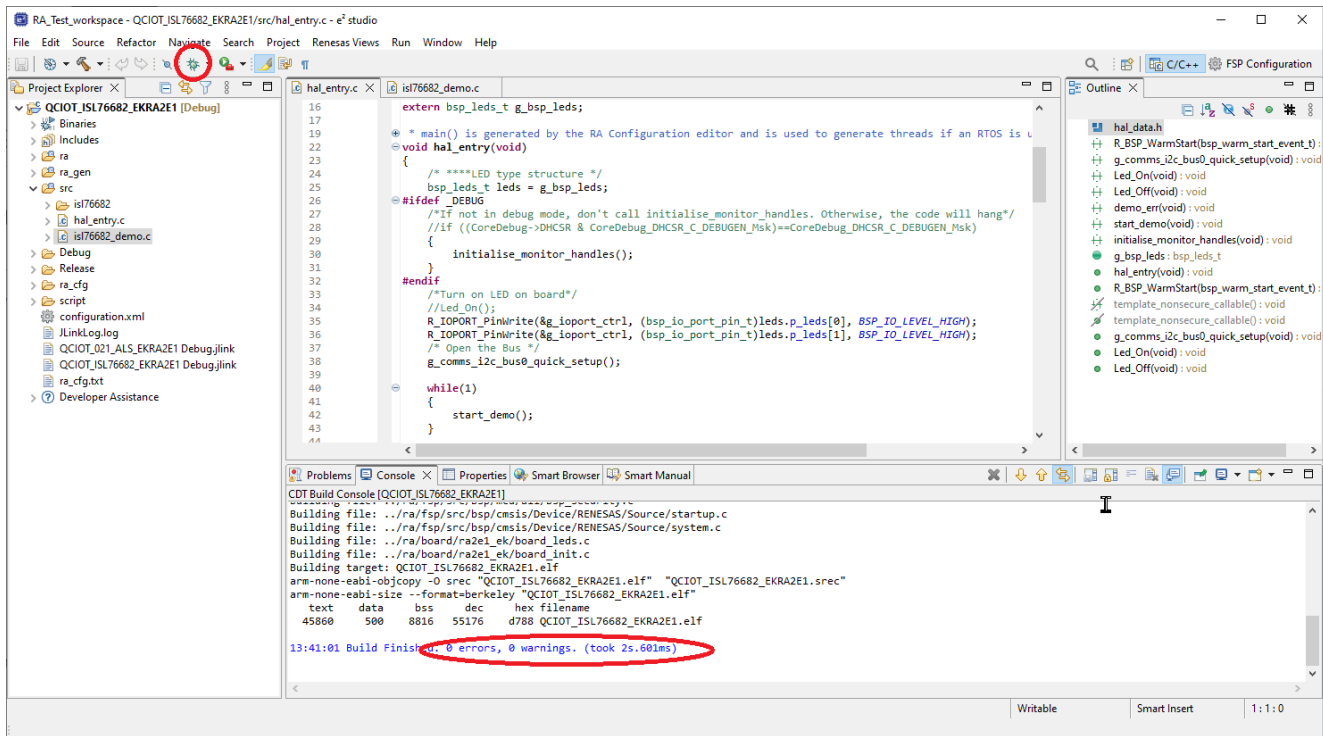 RA_Test_workspace - QCIOT_ISL76682_EKRA2E1/src/hal_entry.c - e² studio
File Edit Source Refactor Navigate Search Project Renesas Views Run Window Help
C/C++ FSP Configuration
Project Explorer
QCIOT_ISL76682_EKRA2E1 [Debug]
Binaries
Includes
ra
ra_gen
src
isl76682
hal_entry.c
isl76682_demo.c
Debug
Release
ra_cfg
script
configuration.xml
JLinkLog.log
QCIOT_021_ALS_EKRA2E1 Debug.jlink
QCIOT_ISL76682_EKRA2E1 Debug.jlink
ra_cfg.txt
Developer Assistance
hal_entry.c isl76682_demo.c
16 extern bsp_leds_t g_bsp_leds;
17
19 * main() is generated by the RA Configuration editor and is used to generate threads if an RTOS is u
22 void hal_entry(void)
23 {
24 /* ****LED type structure */
25 bsp_leds_t leds = g_bsp_leds;
26 #ifdef _DEBUG
27 /*If not in debug mode, don't call initialise_monitor_handles. Otherwise, the code will hang*/
28 //if ((CoreDebug->DHCSR & CoreDebug_DHCSR_C_DEBUGEN_Msk)==CoreDebug_DHCSR_C_DEBUGEN_Msk)
29 {
30 initialise_monitor_handles();
31 }
32 #endif
33 /*Turn on LED on board*/
34 //Led_On();
35 R_IOPORT_PinWrite(&g_ioport_ctrl, (bsp_io_port_pin_t)leds.p_leds[0], BSP_IO_LEVEL_HIGH);
36 R_IOPORT_PinWrite(&g_ioport_ctrl, (bsp_io_port_pin_t)leds.p_leds[1], BSP_IO_LEVEL_HIGH);
37 /* Open the Bus */
38 g_comms_i2c_bus0_quick_setup();
39
40 while(1)
41 {
42 start_demo();
43 }
44
Outline
hal_data.h
R_BSP_WarmStart(bsp_warm_start_event_t) :
g_comms_i2c_bus0_quick_setup(void) : void
Led_On(void) : void
Led_Off(void) : void
demo_err(void) : void
start_demo(void) : void
initialise_monitor_handles(void) : void
g_bsp_leds : bsp_leds_t
hal_entry(void) : void
R_BSP_WarmStart(bsp_warm_start_event_t) :
template_nonsecure_callable() : void
template_nonsecure_callable() : void
g_comms_i2c_bus0_quick_setup(void) : void
Led_On(void) : void
Led_Off(void) : void
Problems Console Properties Smart Browser Smart Manual
CDT Build Console [QCIOT_ISL76682_EKRA2E1]
Building file: ../ra/fsp/src/bsp/mcu/all/bsp_security.c
Building file: ../ra/fsp/src/bsp/cmsis/Device/RENESAS/Source/startup.c
Building file: ../ra/fsp/src/bsp/cmsis/Device/RENESAS/Source/system.c
Building file: ../ra/board/ra2e1_ek/board_leds.c
Building file: ../ra/board/ra2e1_ek/board_init.c
Building target: QCIOT_ISL76682_EKRA2E1.elf
arm-none-eabi-objcopy -O srec "QCIOT_ISL76682_EKRA2E1.elf" "QCIOT_ISL76682_EKRA2E1.srec"
arm-none-eabi-size --format=berkeley "QCIOT_ISL76682_EKRA2E1.elf"
text data bss dec hex filename
45860 500 8816 55176 d788 QCIOT_ISL76682_EKRA2E1.elf
13:41:01 Build Finished. 0 errors, 0 warnings. (took 2s.601ms)
Writable Smart Insert 1:1:0